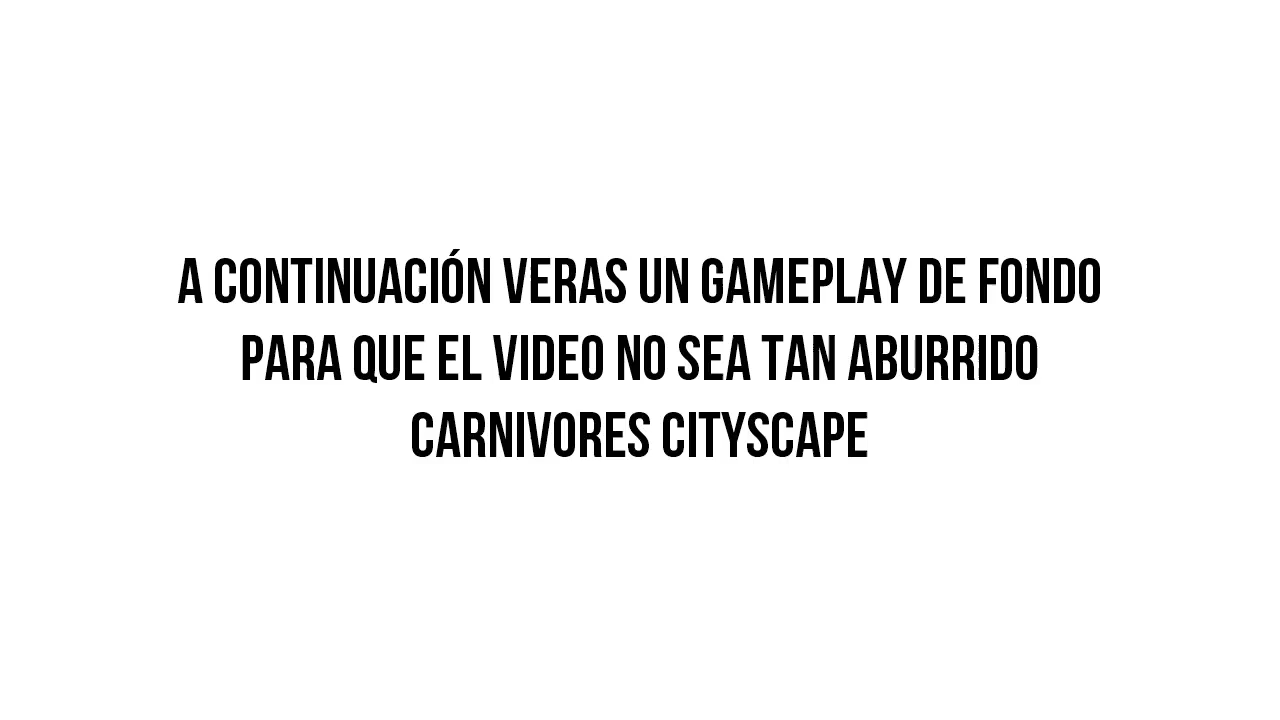 A CONTINUACIÓN VERAS UN GAMEPLAY DE FONDO
PARA QUE EL VIDEO NO SEA TAN ABURRIDO
CARNIVORES CITYSCAPE